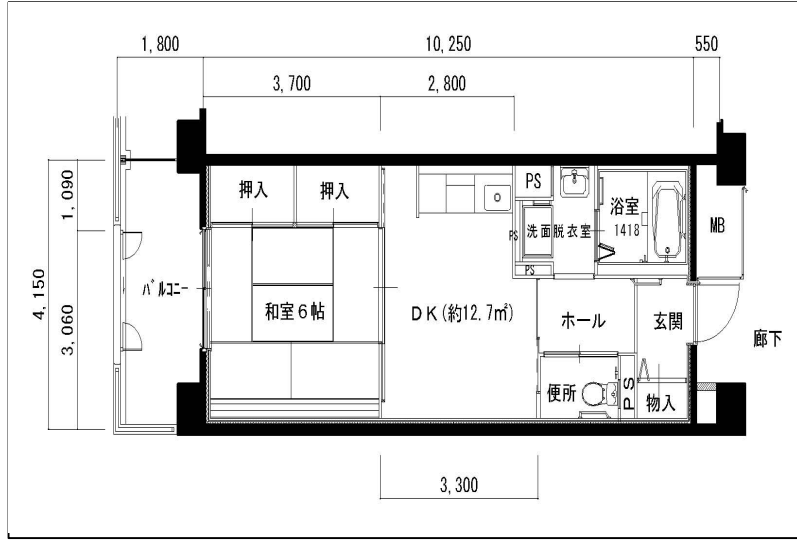 1,800
10,250
550
3,700
2,800
押入
押入
PS
浴室
1418
MB
1,090
4,150
3,060
PS
洗面脱衣室
PS
バルコニー
和室6帖
DK(約12.7㎡)
ホール
玄関
廊下
便所
PS
物入
3,300